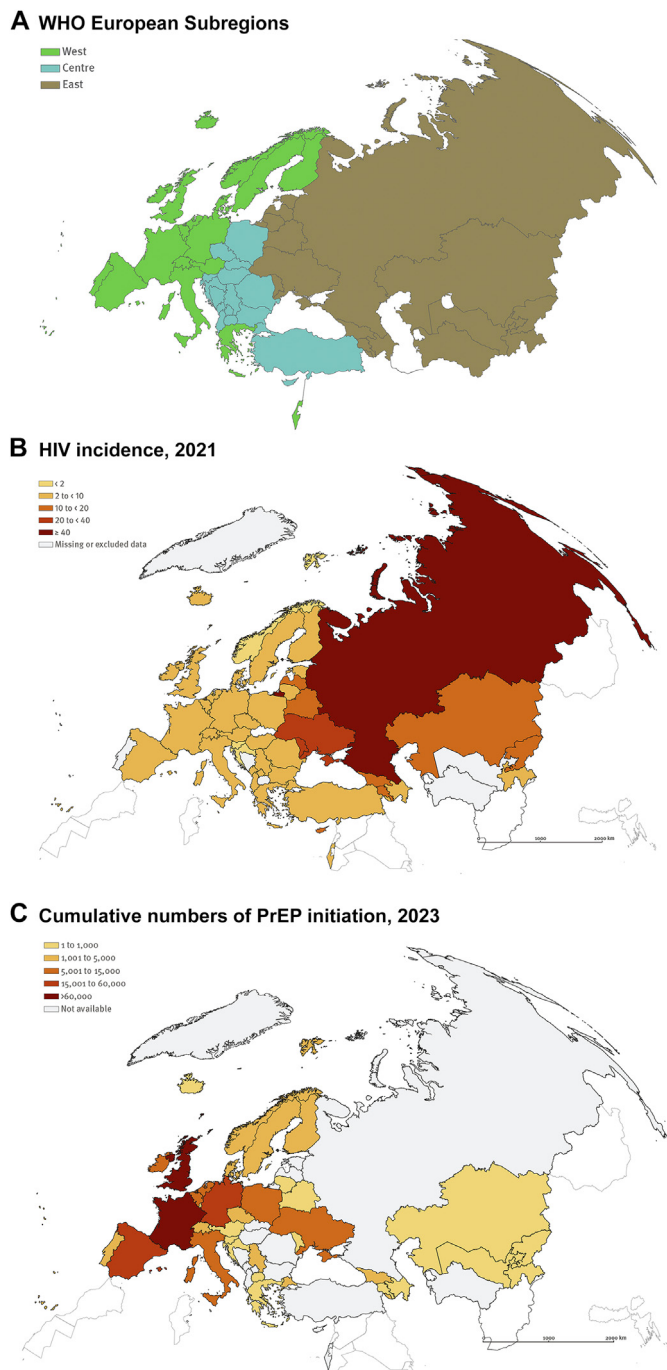 A WHO European Subregions
West
Centre
East
B HIV incidence, 2021
< 2
2 to < 10
10 to < 20
20 to < 40
≥ 40
Missing or excluded data
0 1000 2000 km
C Cumulative numbers of PrEP initiation, 2023
1 to 1,000
1,001 to 5,000
5,001 to 15,000
15,001 to 60,000
>60,000
Not available
0 1000 2000 km